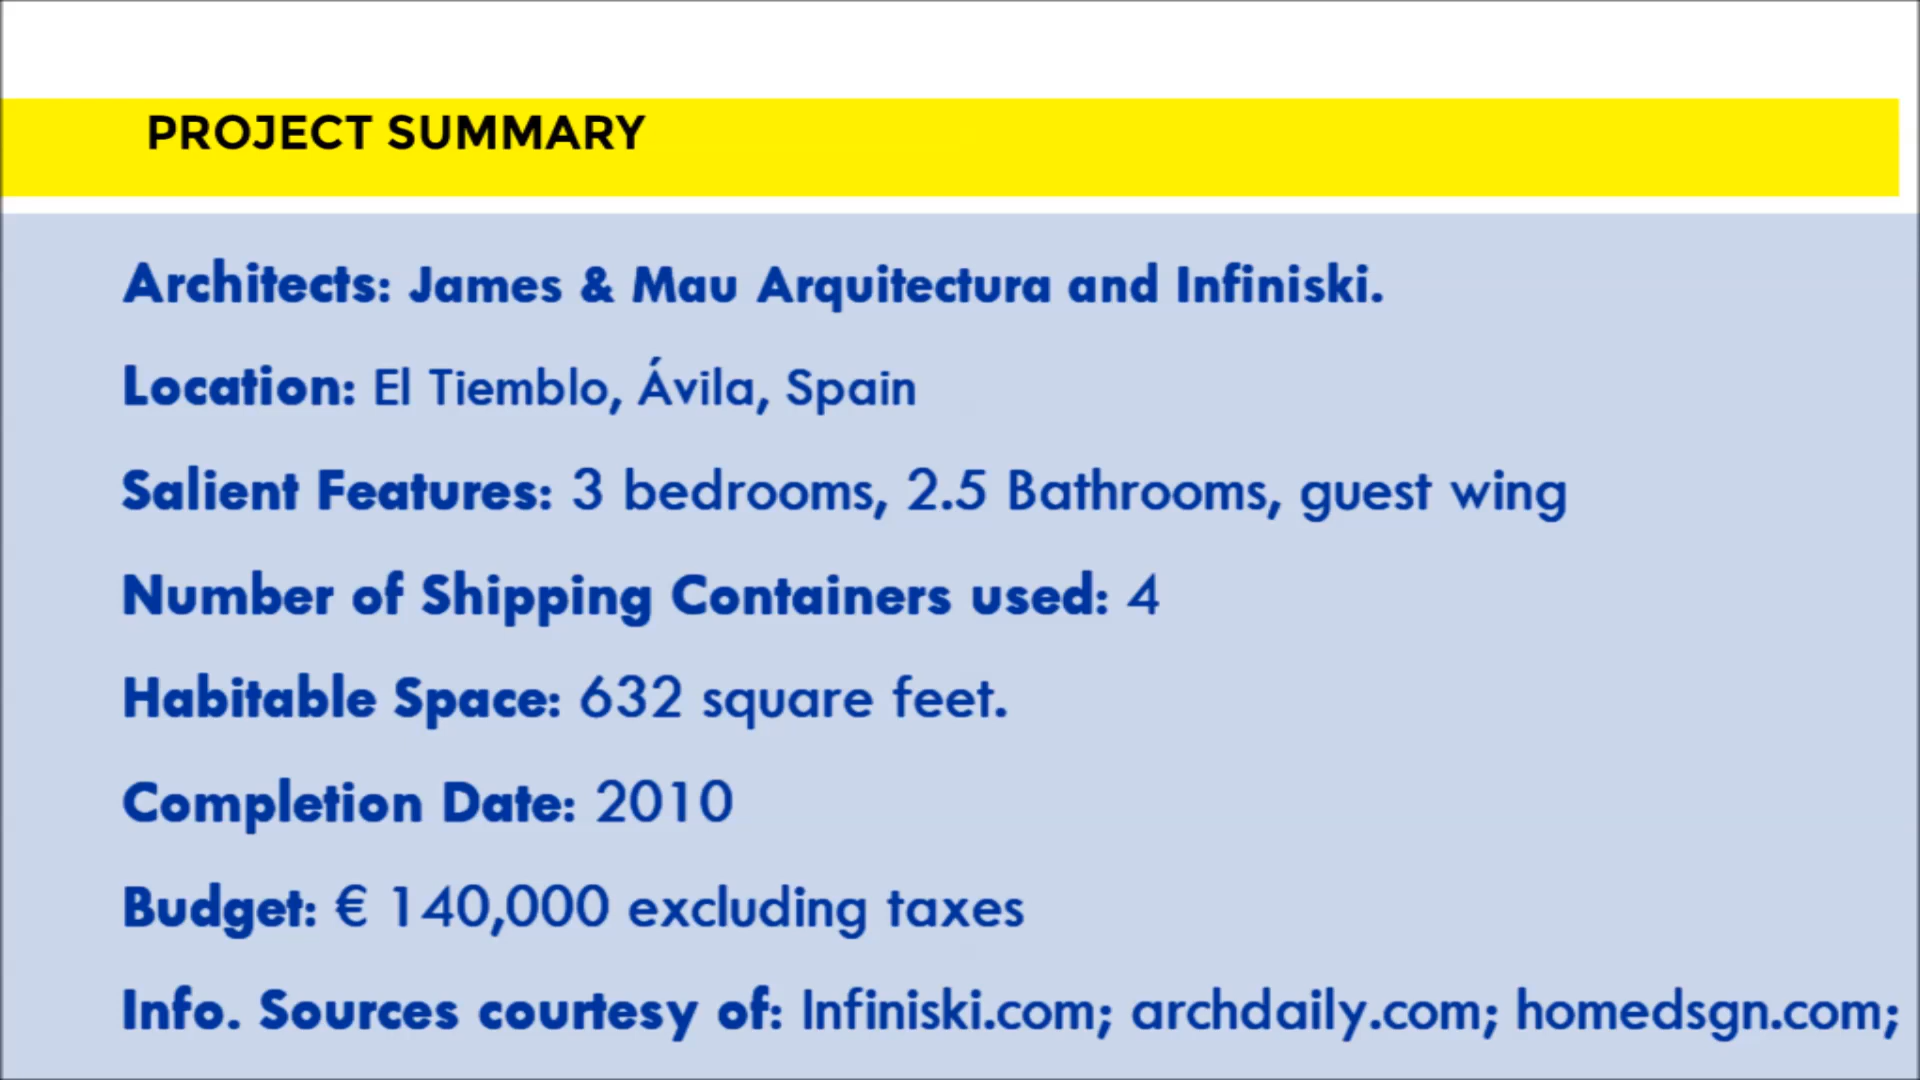 PROJECT SUMMARY
Architects: James & Mau Arquitectura and Infiniski.
Location: El Tiemblo, Ávila, Spain
Salient Features: 3 bedrooms, 2.5 Bathrooms, guest wing
Number of Shipping Containers used: 4
Habitable Space: 632 square feet.
Completion Date: 2010
Budget: € 140,000 excluding taxes
Info. Sources courtesy of: Infiniski.com; archdaily.com; homedsgn.com;